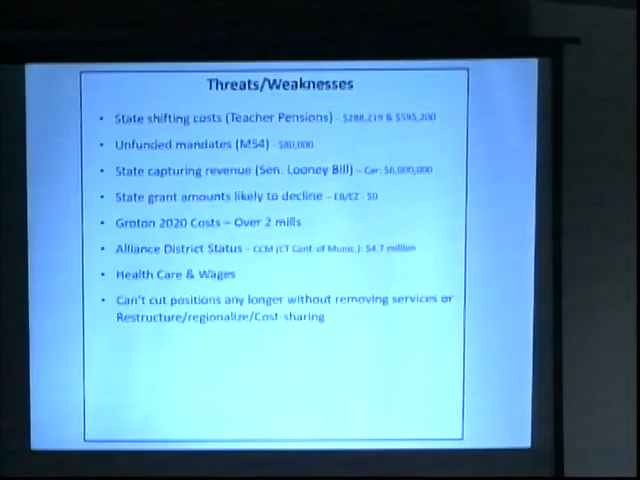 Threats/Weaknesses
• State shifting costs (Teacher Pensions) - $288,219 & $595,200
• Unfunded mandates (MS4) - $80,000
• State capturing revenue (Sen. Looney Bill) - Car: $6,000,000
• State grant amounts likely to decline - EB/EZ - $0
• Groton 2020 Costs – Over 2 mills
• Alliance District Status - CCM (CT Conf. of Munic.): $4.7 million
• Health Care & Wages
• Can't cut positions any longer without removing services or
Restructure/regionalize/Cost-sharing